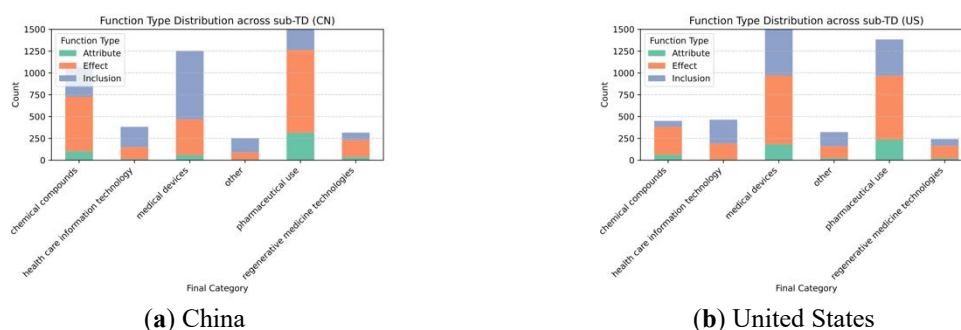 Function Type Distribution across sub-TD (CN)
1500
1250
1000
750
500
250
0
Count
Function Type
Attribute
Effect
Inclusion
chemical compounds
health care information technology
medical devices
other
pharmaceutical use
regenerative medicine technologies
Final Category
(a) China
Function Type Distribution across sub-TD (US)
1500
1250
1000
750
500
250
0
Count
Function Type
Attribute
Effect
Inclusion
chemical compounds
health care information technology
medical devices
other
pharmaceutical use
regenerative medicine technologies
Final Category
(b) United States